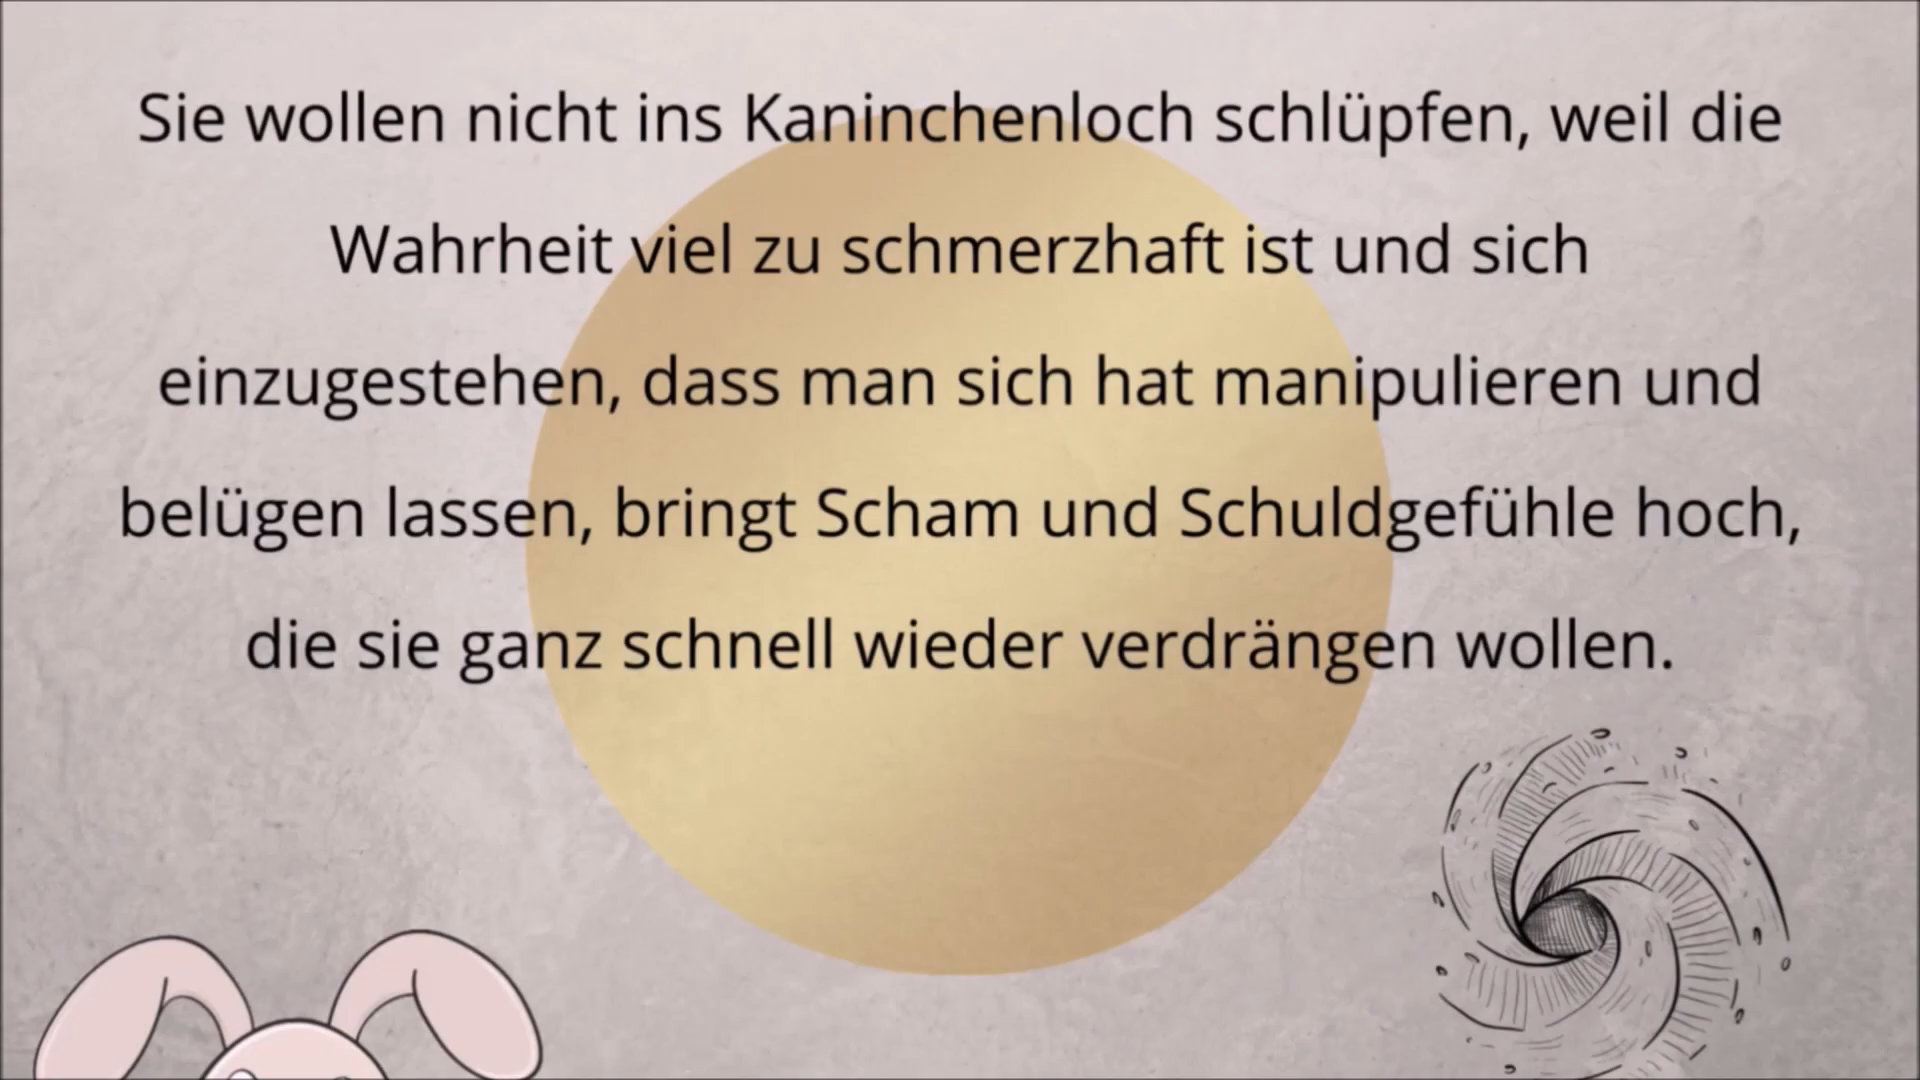 Sie wollen nicht ins Kaninchenloch schlüpfen, weil die
Wahrheit viel zu schmerzhaft ist und sich
einzugestehen, dass man sich hat manipulieren und
belügen lassen, bringt Scham und Schuldgefühle hoch,
die sie ganz schnell wieder verdrängen wollen.